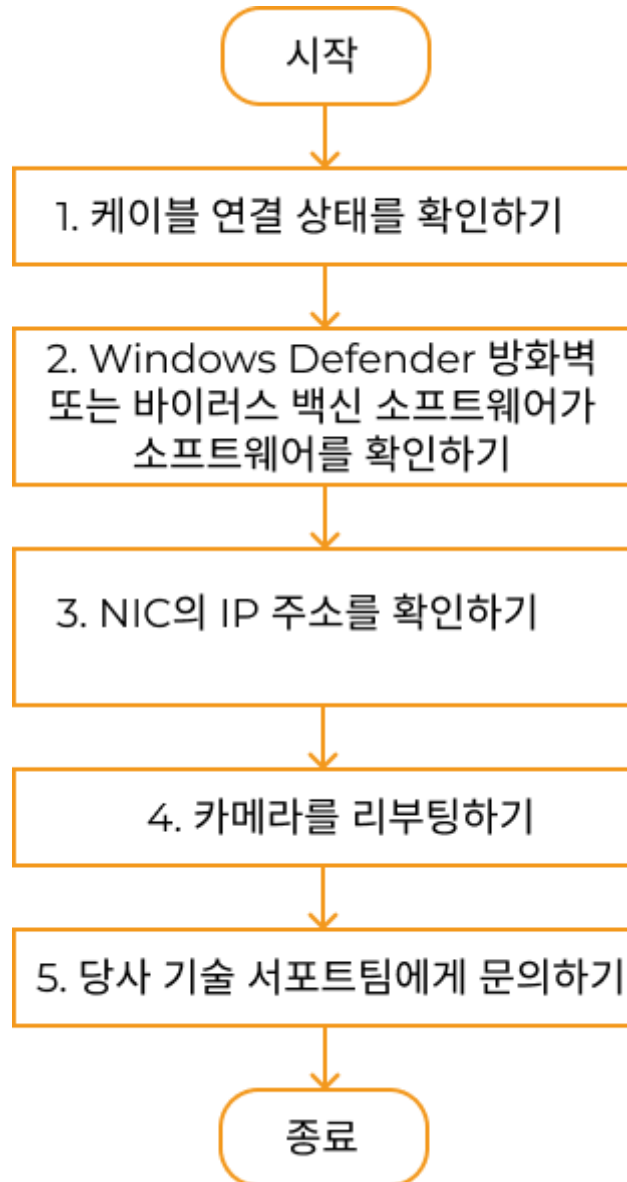 시작
1. 케이블 연결 상태를 확인하기
2. Windows Defender 방화벽
또는 바이러스 백신 소프트웨어가
소프트웨어를 확인하기
3. NIC의 IP 주소를 확인하기
4. 카메라를 리부팅하기
5. 당사 기술 서포트팀에게 문의하기
종료